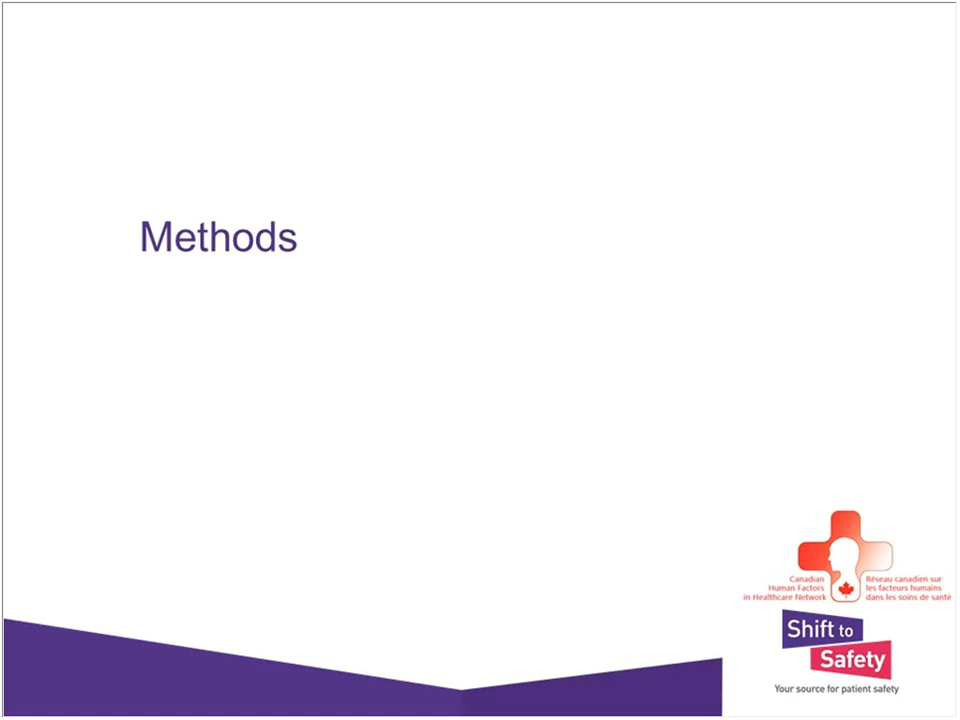 Methods
Canadian
Human Factors
in Healthcare Network
Réseau canadien sur
les facteurs humains
dans les soins de santé
Shift to
Safety
Your source for patient safety